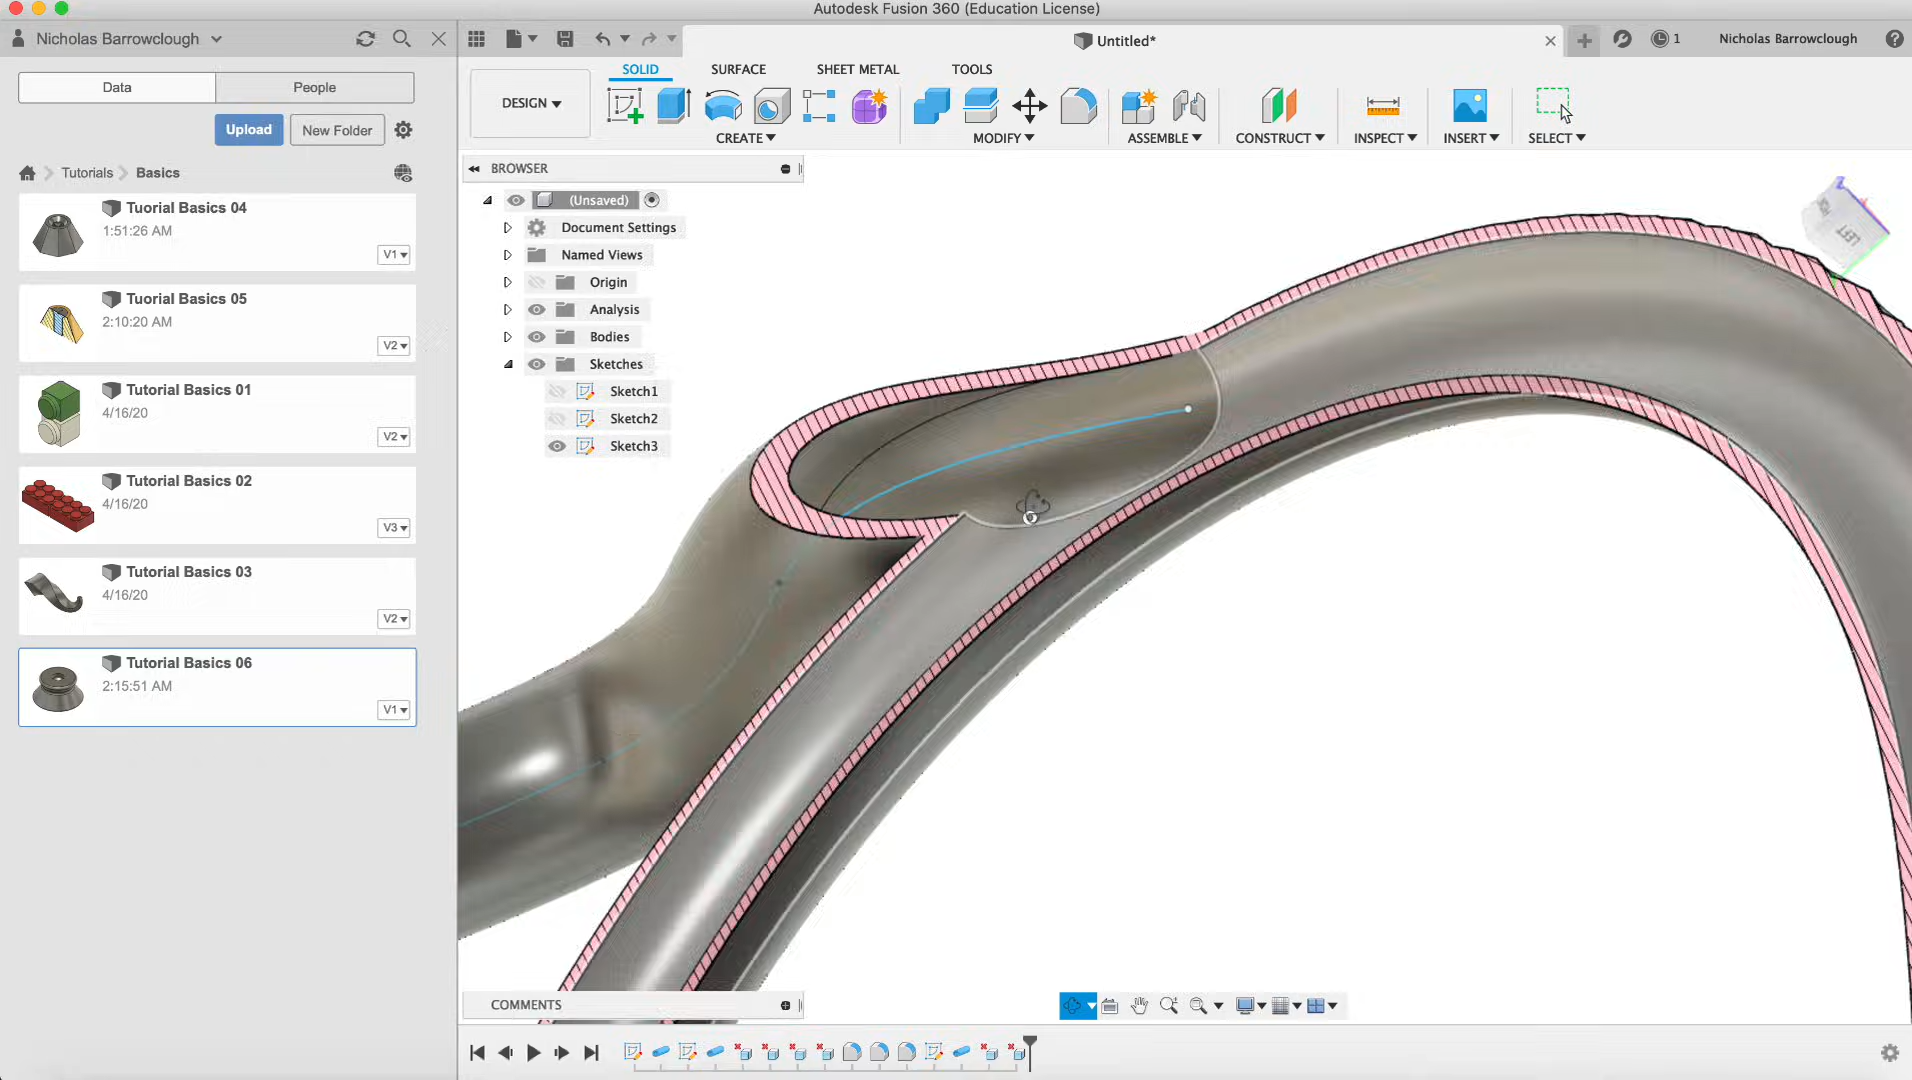 Autodesk Fusion 360 (Education License)
Nicholas Barrowclough
Untitled*
1
Nicholas Barrowclough
Data
People
SOLID
SURFACE
SHEET METAL
TOOLS
DESIGN
Upload
New Folder
CREATE
MODIFY
ASSEMBLE
CONSTRUCT
INSPECT
INSERT
SELECT
Tutorials
Basics
BROWSER
Tuorial Basics 04
1:51:26 AM
V1
Tuorial Basics 05
2:10:20 AM
V2
Tutorial Basics 01
4/16/20
V2
Tutorial Basics 02
4/16/20
V3
Tutorial Basics 03
4/16/20
V2
Tutorial Basics 06
2:15:51 AM
V1
(Unsaved)
Document Settings
Named Views
Origin
Analysis
Bodies
Sketches
Sketch1
Sketch2
Sketch3
LEFT
COMMENTS